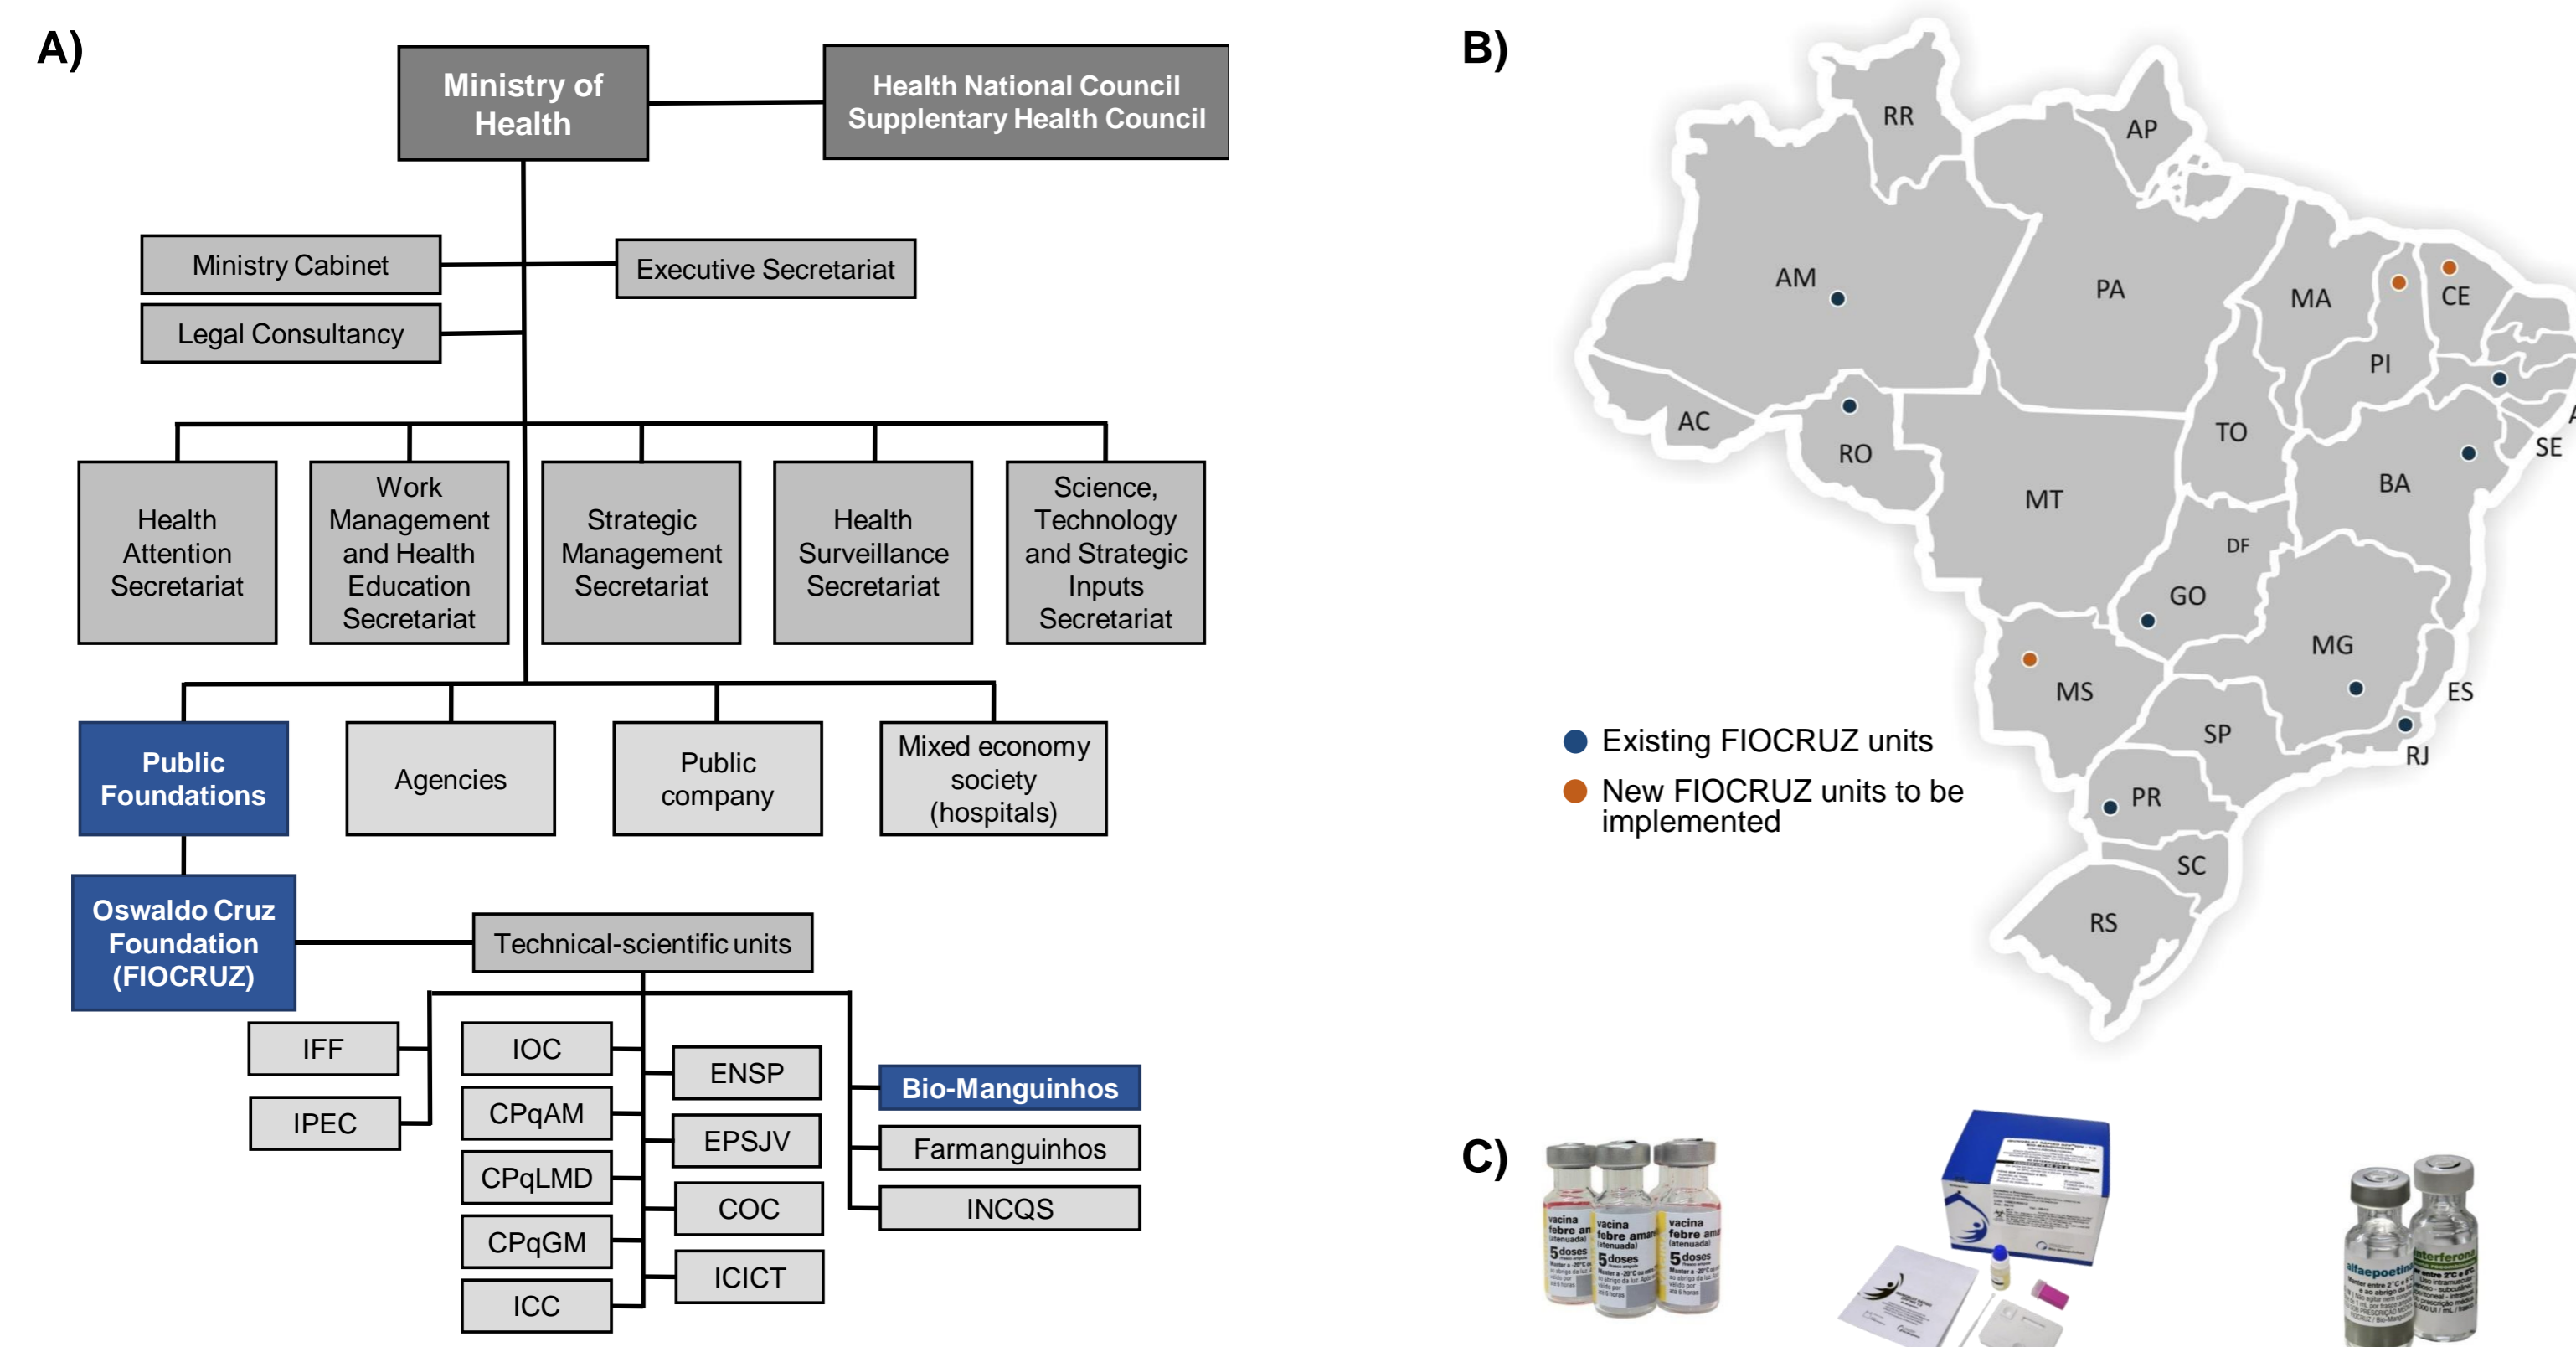 A)
Ministry of
Health
Health National Council
Supplentary Health Council
Ministry Cabinet
Executive Secretariat
Legal Consultancy
Health
Attention
Secretariat
Work
Management
and Health
Education
Secretariat
Strategic
Management
Secretariat
Health
Surveillance
Secretariat
Science,
Technology
and Strategic
Inputs
Secretariat
Public
Foundations
Agencies
Public
company
Mixed economy
society
(hospitals)
Oswaldo Cruz
Foundation
(FIOCRUZ)
Technical-scientific units
IFF
IPEC
IOC
CPqAM
CPqLMD
CPqGM
ICC
ENSP
EPSJV
COC
ICICT
Bio-Manguinhos
Farmanguinhos
INCQS
B)
RR
AP
AM
PA
MA
CE
PI
AC
RO
TO
A
SE
BA
MT
DF
GO
MG
MS
ES
SP
RJ
PR
SC
RS
Existing FIOCRUZ units
New FIOCRUZ units to be
implemented
C)
vacina
febre am
(atenuada)
5 doses
vacina
febre amar
(atenuada)
5 doses
vacina
febre ama
(atenuada)
5 doses
alfaepoetina
interferona